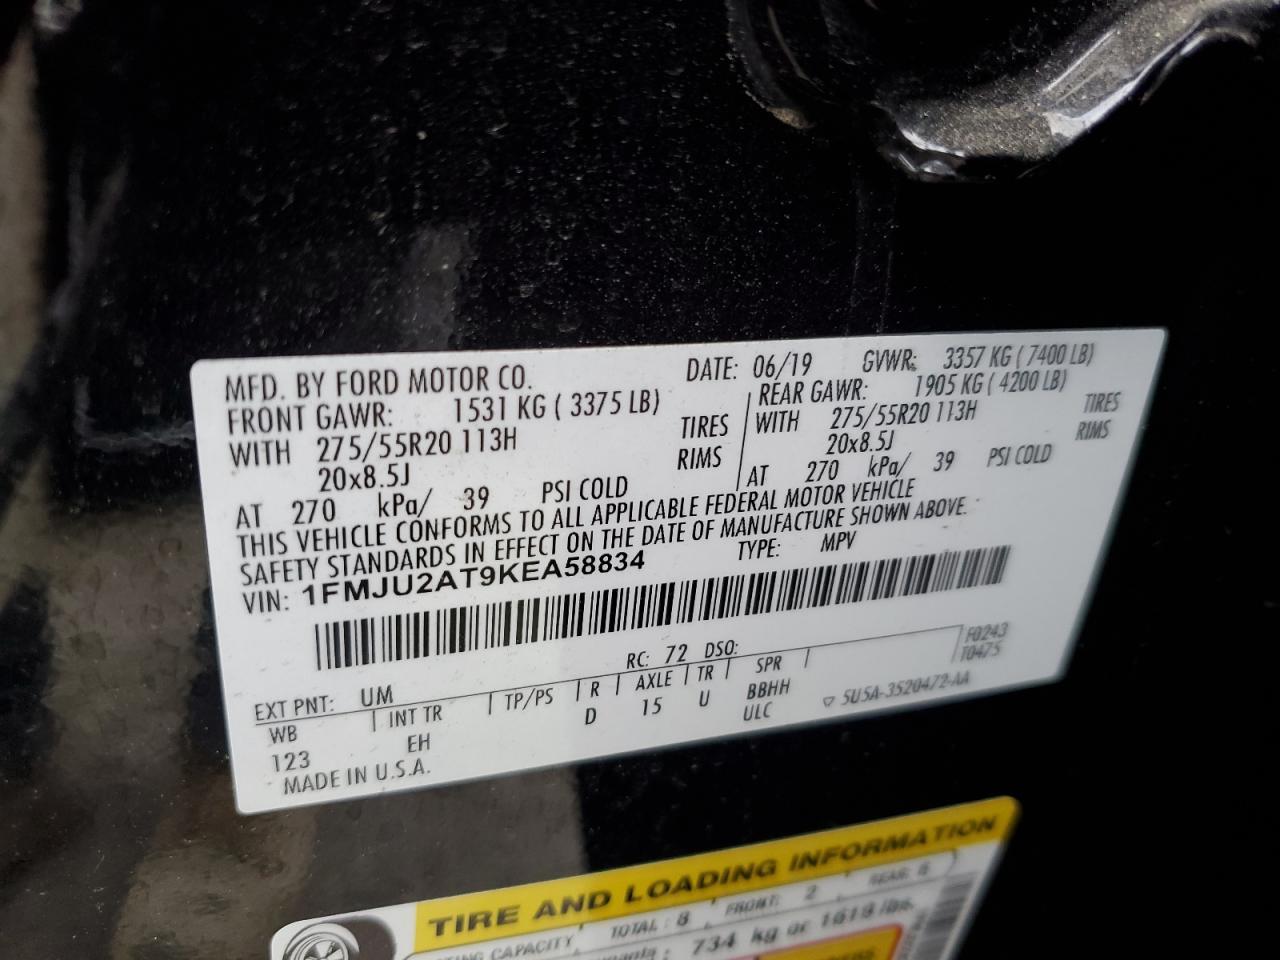 MFD. BY FORD MOTOR CO. DATE: 06/19 GVWR: 3357 KG ( 7400 LB)
FRONT GAWR: 1531 KG ( 3375 LB) REAR GAWR: 1905 KG ( 4200 LB)
WITH 275/55R20 113H TIRES WITH 275/55R20 113H TIRES
20x8.5J RIMS 20x8.5J RIMS
AT 270 kPa/ 39 PSI COLD AT 270 kPa/ 39 PSI COLD
THIS VEHICLE CONFORMS TO ALL APPLICABLE FEDERAL MOTOR VEHICLE
SAFETY STANDARDS IN EFFECT ON THE DATE OF MANUFACTURE SHOWN ABOVE.
VIN: 1FMJU2AT9KEA58834 TYPE: MPV
F0243
T0475
EXT PNT: UM RC: 72 DSO:
WB INT TR TP/PS R AXLE TR SPR
123 EH D 15 U BBHH
ULC
▽ 5U5A-3520472-AA
MADE IN U.S.A.
TIRE AND LOADING INFORMATION
CAPACITY TOTAL: 8 FRONT: 2 REAR: 6
734 kg or 1619 lbs.